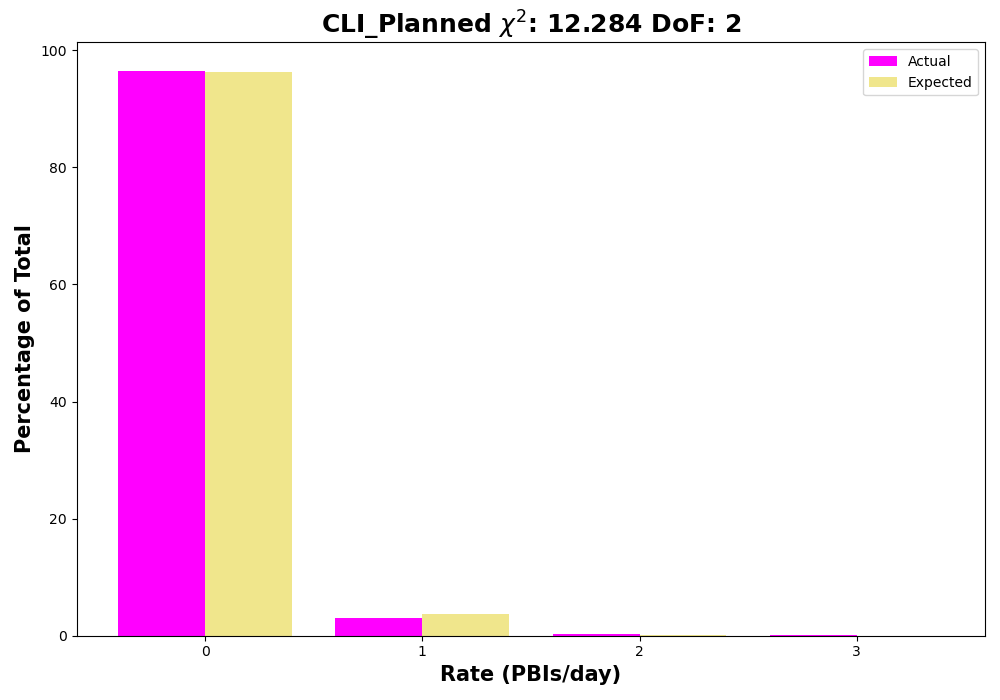 CLI_Planned χ²: 12.284 DoF: 2
100
80
60
40
20
0
Percentage of Total
Actual
Expected
0 1 2 3
Rate (PBIs/day)